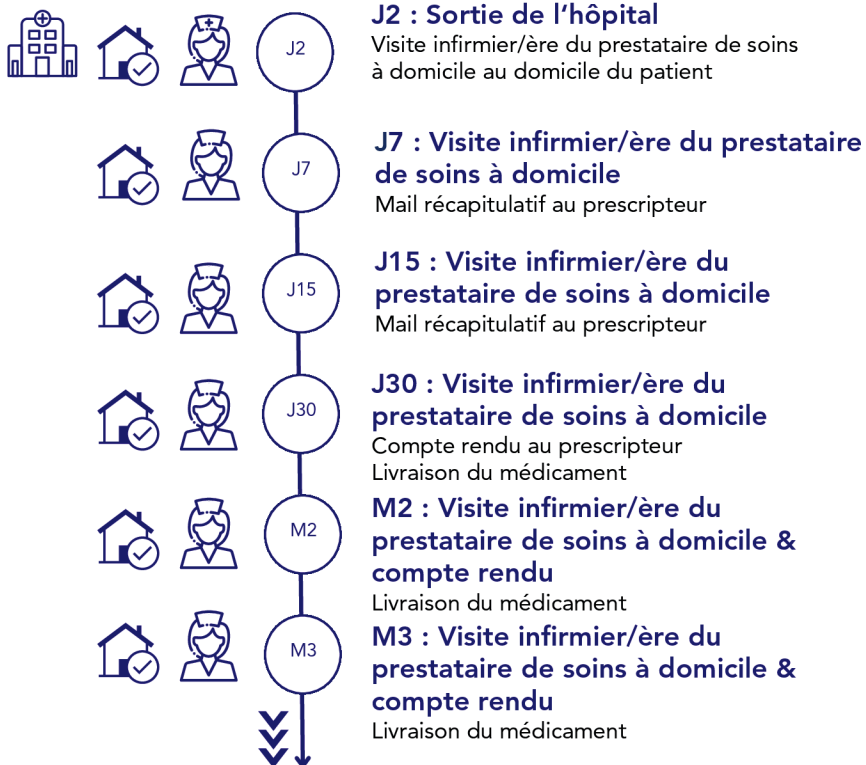 J2
J2 : Sortie de l'hôpital
Visite infirmier/ère du prestataire de soins
à domicile au domicile du patient
J7
J7 : Visite infirmier/ère du prestataire
de soins à domicile
Mail récapitulatif au prescripteur
J15
J15 : Visite infirmier/ère du
prestataire de soins à domicile
Mail récapitulatif au prescripteur
J30
J30 : Visite infirmier/ère du
prestataire de soins à domicile
Compte rendu au prescripteur
Livraison du médicament
M2
M2 : Visite infirmier/ère du
prestataire de soins à domicile &
compte rendu
Livraison du médicament
M3
M3 : Visite infirmier/ère du
prestataire de soins à domicile &
compte rendu
Livraison du médicament